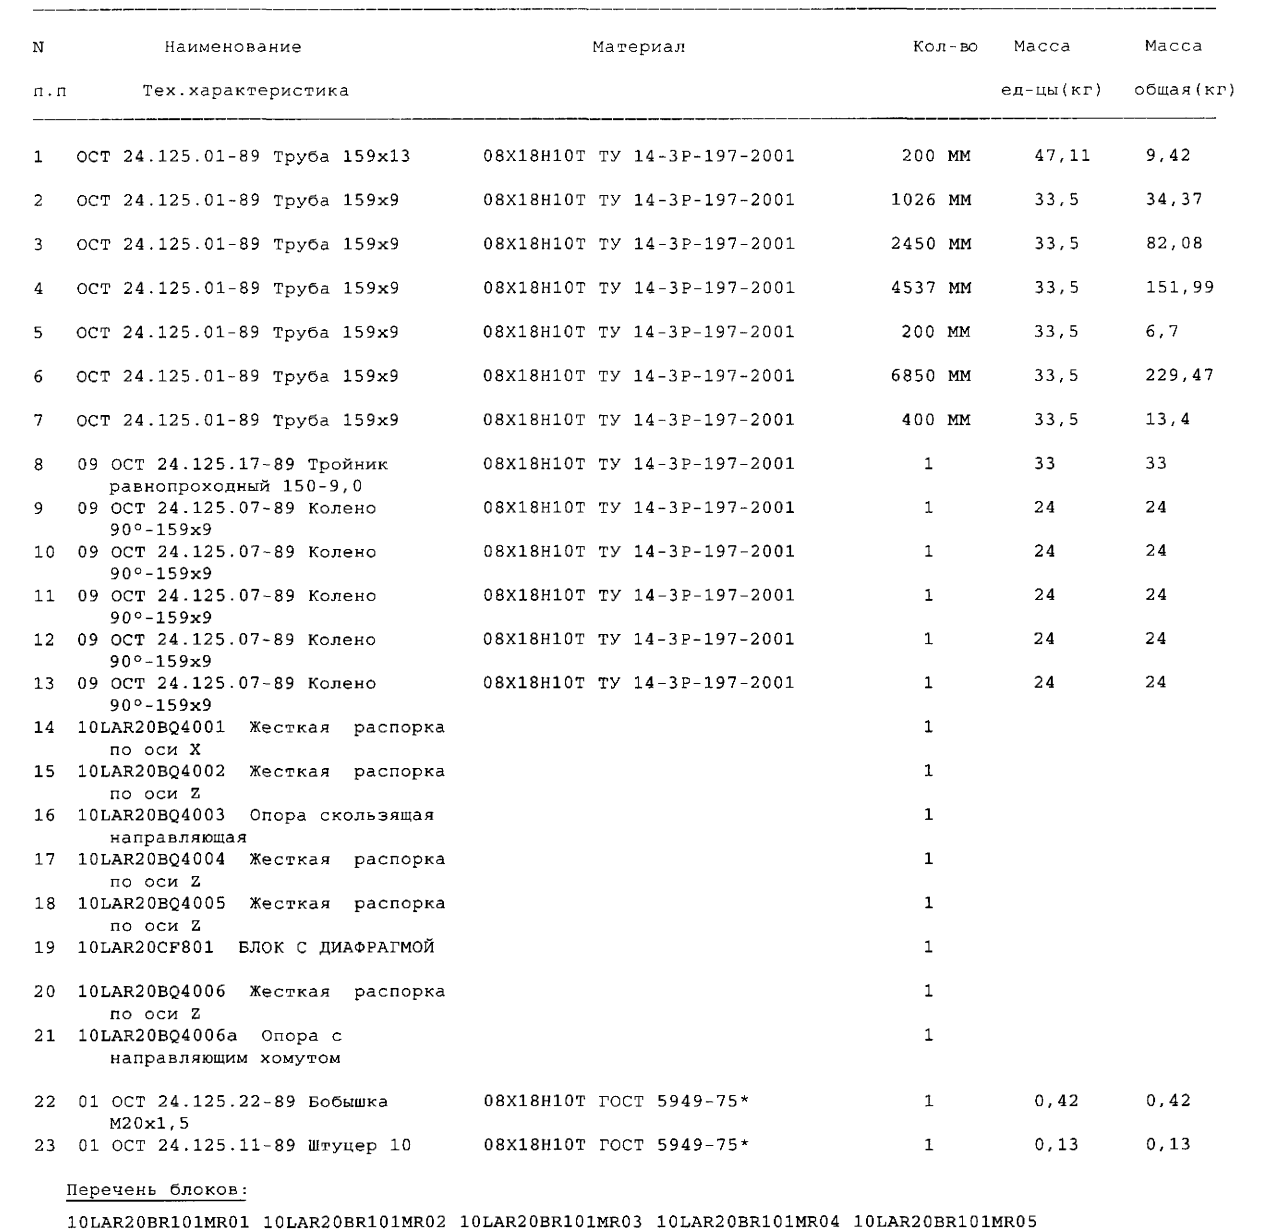 N Наименование Материал Кол-во Масса Масса
п.п Тех.характеристика ед-цы(кг) общая(кг)
1 ОСТ 24.125.01-89 Труба 159х13 08Х18Н10Т ТУ 14-3Р-197-2001 200 ММ 47,11 9,42
2 ОСТ 24.125.01-89 Труба 159х9 08Х18Н10Т ТУ 14-3Р-197-2001 1026 ММ 33,5 34,37
3 ОСТ 24.125.01-89 Труба 159х9 08Х18Н10Т ТУ 14-3Р-197-2001 2450 ММ 33,5 82,08
4 ОСТ 24.125.01-89 Труба 159х9 08Х18Н10Т ТУ 14-3Р-197-2001 4537 ММ 33,5 151,99
5 ОСТ 24.125.01-89 Труба 159х9 08Х18Н10Т ТУ 14-3Р-197-2001 200 ММ 33,5 6,7
6 ОСТ 24.125.01-89 Труба 159х9 08Х18Н10Т ТУ 14-3Р-197-2001 6850 ММ 33,5 229,47
7 ОСТ 24.125.01-89 Труба 159х9 08Х18Н10Т ТУ 14-3Р-197-2001 400 ММ 33,5 13,4
8 09 ОСТ 24.125.17-89 Тройник 08Х18Н10Т ТУ 14-3Р-197-2001 1 33 33
равнопроходный 150-9,0
9 09 ОСТ 24.125.07-89 Колено 08Х18Н10Т ТУ 14-3Р-197-2001 1 24 24
90°-159х9
10 09 ОСТ 24.125.07-89 Колено 08Х18Н10Т ТУ 14-3Р-197-2001 1 24 24
90°-159х9
11 09 ОСТ 24.125.07-89 Колено 08Х18Н10Т ТУ 14-3Р-197-2001 1 24 24
90°-159х9
12 09 ОСТ 24.125.07-89 Колено 08Х18Н10Т ТУ 14-3Р-197-2001 1 24 24
90°-159х9
13 09 ОСТ 24.125.07-89 Колено 08Х18Н10Т ТУ 14-3Р-197-2001 1 24 24
90°-159х9
14 10LAR20BQ4001 Жесткая распорка 1
по оси X
15 10LAR20BQ4002 Жесткая распорка 1
по оси Z
16 10LAR20BQ4003 Опора скользящая 1
направляющая
17 10LAR20BQ4004 Жесткая распорка 1
по оси Z
18 10LAR20BQ4005 Жесткая распорка 1
по оси Z
19 10LAR20CF801 БЛОК С ДИАФРАГМОЙ 1
20 10LAR20BQ4006 Жесткая распорка 1
по оси Z
21 10LAR20BQ4006а Опора с 1
направляющим хомутом
22 01 ОСТ 24.125.22-89 Бобышка 08Х18Н10Т ГОСТ 5949-75* 1 0,42 0,42
М20х1,5
23 01 ОСТ 24.125.11-89 Штуцер 10 08Х18Н10Т ГОСТ 5949-75* 1 0,13 0,13
Перечень блоков:
10LAR20BR101MR01 10LAR20BR101MR02 10LAR20BR101MR03 10LAR20BR101MR04 10LAR20BR101MR05